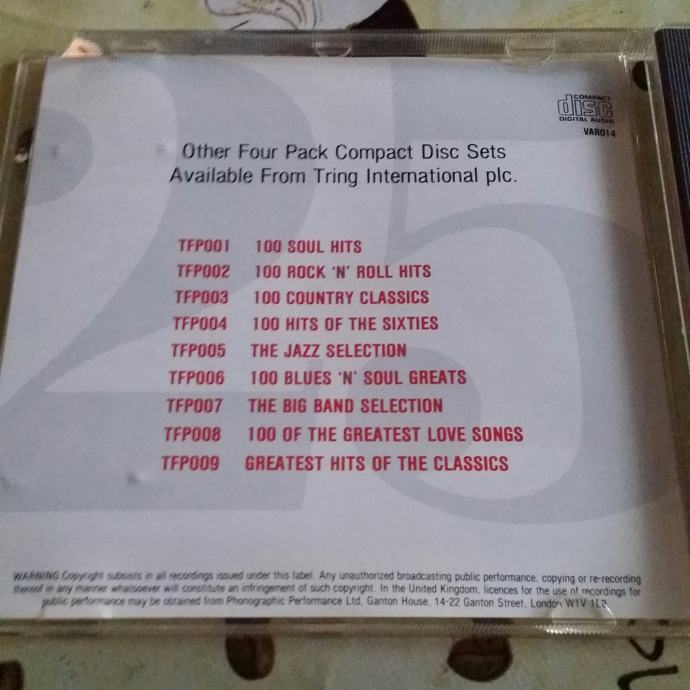 COMPACT
disc
DIGITAL AUDIO
VAR014
25
Other Four Pack Compact Disc Sets
Available From Tring International plc.
TFP001 100 SOUL HITS
TFP002 100 ROCK ‘N’ ROLL HITS
TFP003 100 COUNTRY CLASSICS
TFP004 100 HITS OF THE SIXTIES
TFP005 THE JAZZ SELECTION
TFP006 100 BLUES ‘N’ SOUL GREATS
TFP007 THE BIG BAND SELECTION
TFP008 100 OF THE GREATEST LOVE SONGS
TFP009 GREATEST HITS OF THE CLASSICS
WARNING Copyright subsists in all recordings issued under this label. Any unauthorized broadcasting public performance, copying or re-recording
thereof in any manner whatsoever will constitute an infringement of such copyright. In the United Kingdom, licences for the use of recordings for
public performance may be obtained from Phonographic Performance Ltd, Ganton House, 14-22 Ganton Street, London W1V 1LB